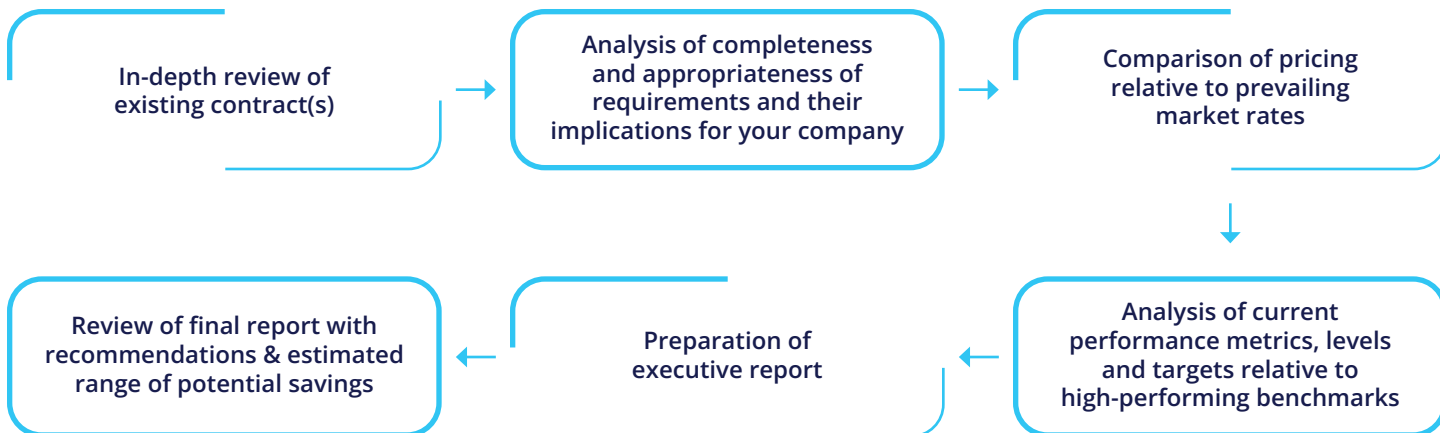 In-depth review of
existing contract(s)
Analysis of completeness
and appropriateness of
requirements and their
implications for your company
Comparison of pricing
relative to prevailing
market rates
Analysis of current
performance metrics, levels
and targets relative to
high-performing benchmarks
Preparation of
executive report
Review of final report with
recommendations & estimated
range of potential savings